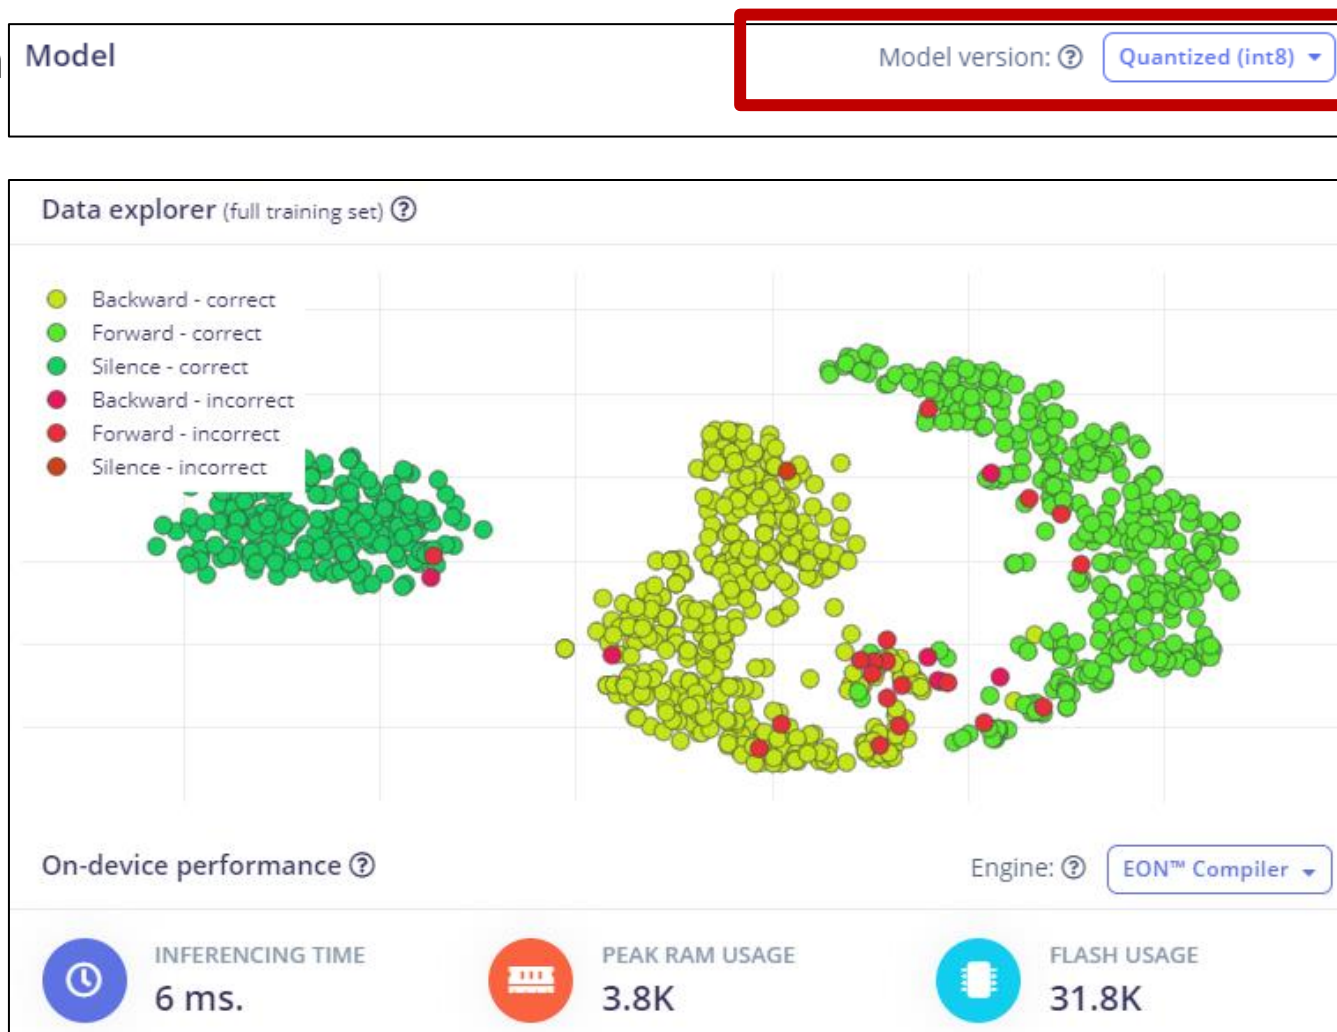 Model
Model version: ? Quantized (int8)
Data explorer (full training set) ?
Backward - correct
Forward - correct
Silence - correct
Backward - incorrect
Forward - incorrect
Silence - incorrect
On-device performance ?
Engine: ? EON™ Compiler
INFERENCING TIME
6 ms.
PEAK RAM USAGE
3.8K
FLASH USAGE
31.8K